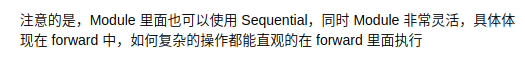 注意的是，Module 里面也可以使用 Sequential，同时 Module 非常灵活，具体体
现在 forward 中，如何复杂的操作都能直观的在 forward 里面执行